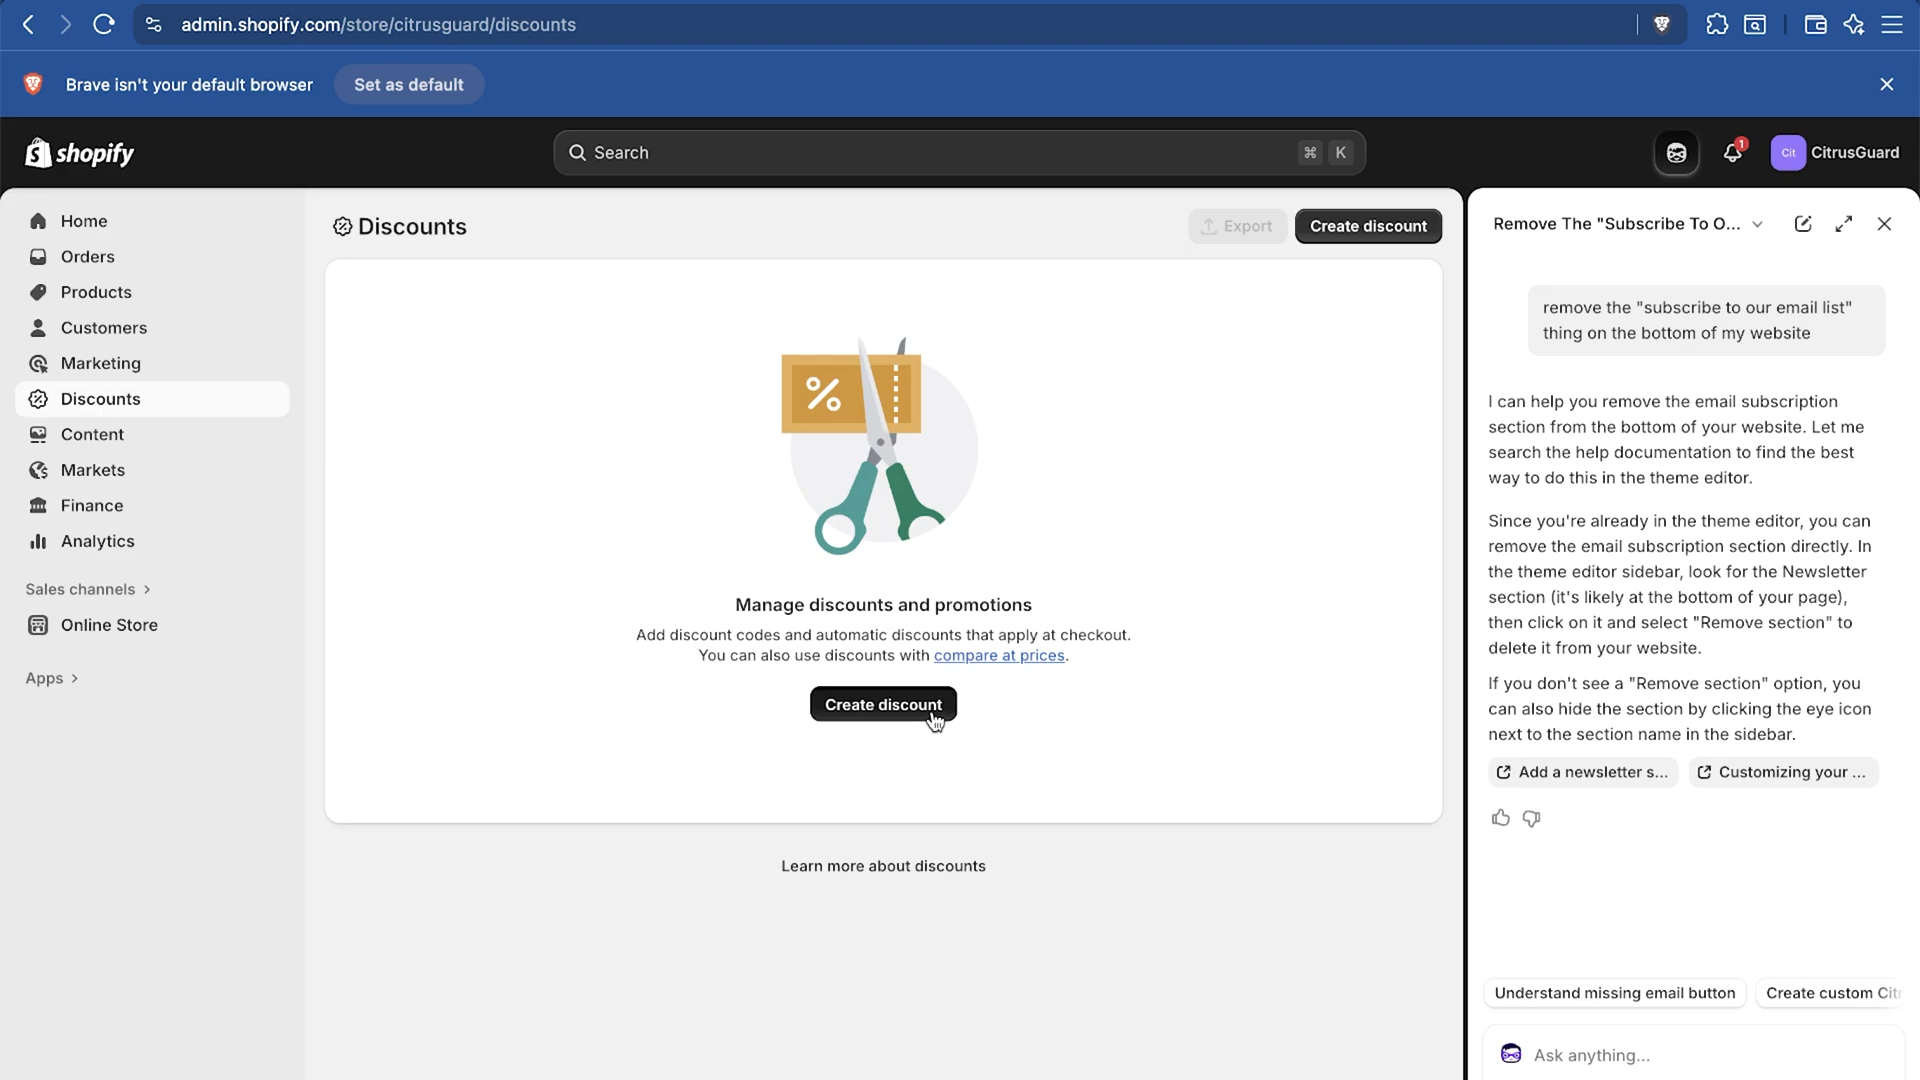 admin.shopify.com/store/citrusguard/discounts
Brave isn't your default browser
Set as default
shopify
Search
⌘ K
1
Cit
CitrusGuard
Home
Orders
Products
Customers
Marketing
Discounts
Content
Markets
Finance
Analytics
Sales channels
Online Store
Apps
Discounts
Export
Create discount
%
Manage discounts and promotions
Add discount codes and automatic discounts that apply at checkout.
You can also use discounts with compare at prices.
Create discount
Learn more about discounts
Remove The "Subscribe To O...
remove the "subscribe to our email list"
thing on the bottom of my website
I can help you remove the email subscription
section from the bottom of your website. Let me
search the help documentation to find the best
way to do this in the theme editor.
Since you're already in the theme editor, you can
remove the email subscription section directly. In
the theme editor sidebar, look for the Newsletter
section (it's likely at the bottom of your page),
then click on it and select "Remove section" to
delete it from your website.
If you don't see a "Remove section" option, you
can also hide the section by clicking the eye icon
next to the section name in the sidebar.
Add a newsletter s...
Customizing your ...
Understand missing email button
Create custom Cit
Ask anything...